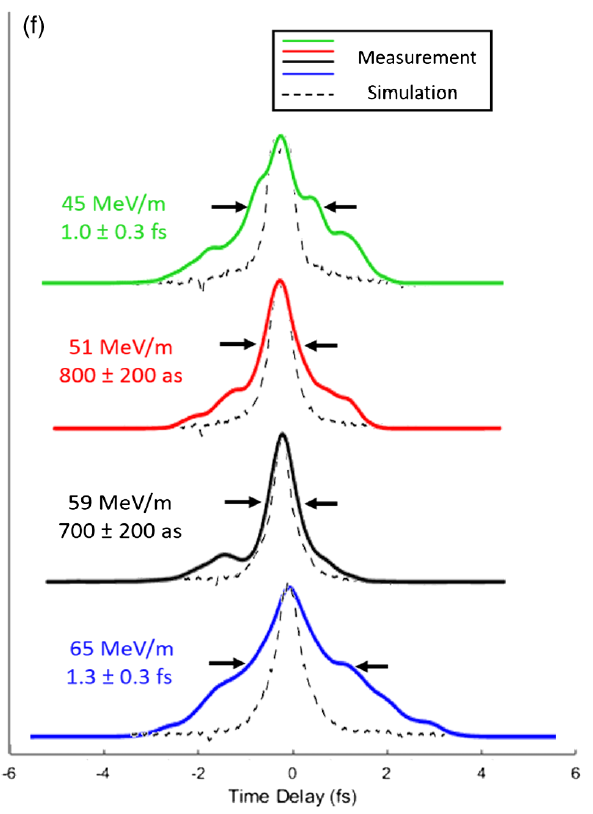 (f)
Measurement
Simulation
45 MeV/m
1.0 ± 0.3 fs
51 MeV/m
800 ± 200 as
59 MeV/m
700 ± 200 as
65 MeV/m
1.3 ± 0.3 fs
-6 -4 -2 0 2 4 6
Time Delay (fs)